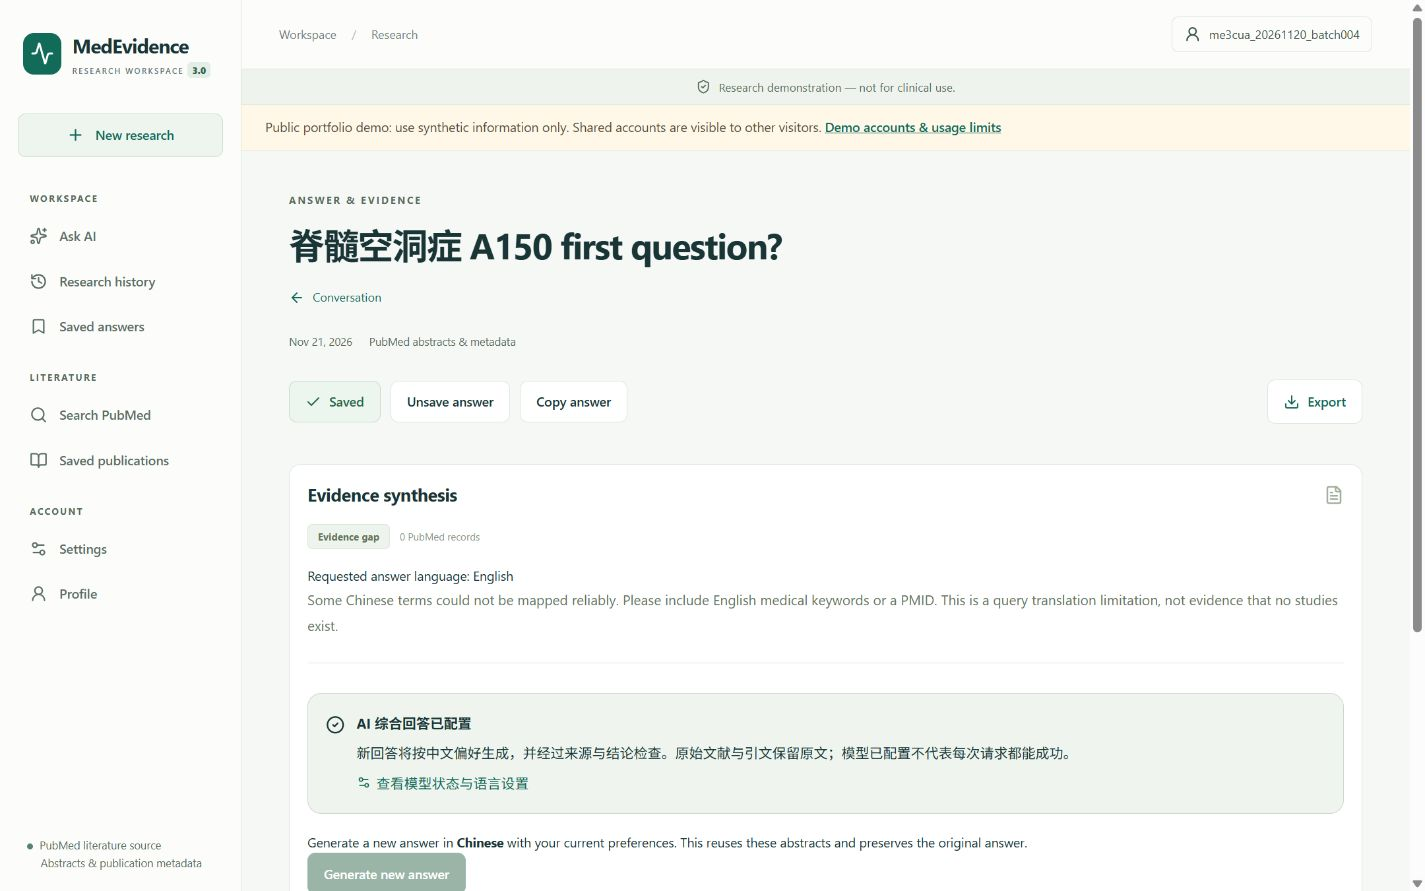 MedEvidence
RESEARCH WORKSPACE 3.0
New research
WORKSPACE
Ask AI
Research history
Saved answers
LITERATURE
Search PubMed
Saved publications
ACCOUNT
Settings
Profile
PubMed literature source
Abstracts & publication metadata
Workspace / Research
me3cua_20261120_batch004
Research demonstration — not for clinical use.
Public portfolio demo: use synthetic information only. Shared accounts are visible to other visitors. Demo accounts & usage limits
ANSWER & EVIDENCE
脊髓空洞症 A150 first question?
Conversation
Nov 21, 2026 PubMed abstracts & metadata
Saved Unsave answer Copy answer Export
Evidence synthesis
Evidence gap 0 PubMed records
Requested answer language: English
Some Chinese terms could not be mapped reliably. Please include English medical keywords or a PMID. This is a query translation limitation, not evidence that no studies
exist.
AI 综合回答已配置
新回答将按中文偏好生成，并经过来源与结论检查。原始文献与引文保留原文；模型已配置不代表每次请求都能成功。
查看模型状态与语言设置
Generate a new answer in Chinese with your current preferences. This reuses these abstracts and preserves the original answer.
Generate new answer